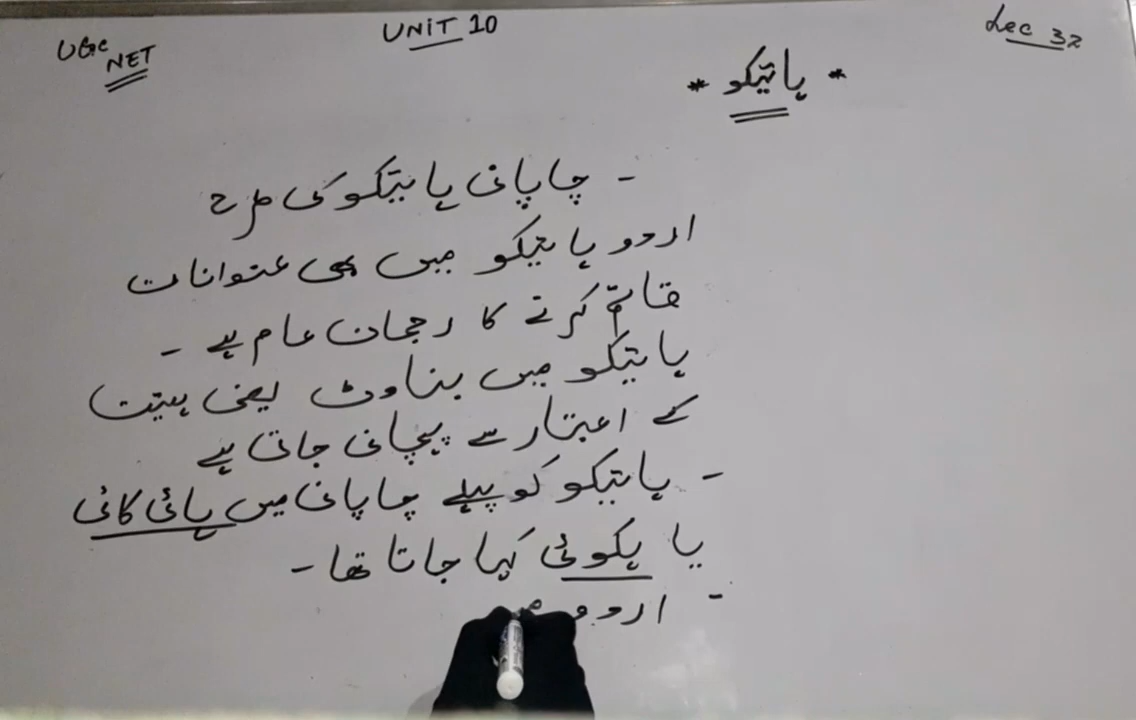 UGC NET
UNIT 10
Lec 32
* ہائیکو *
- جاپانی ہائیکو کی طرح
اردو ہائیکو میں بھی عنوانات
قائم کرنے کا رجحان عام ہے -
ہائیکو میں بناوٹ یعنی ہیئت
کے اعتبار سے پہچانی جاتی ہے
- ہائیکو کو پہلے جاپانی میں ہائی کائی
یا ہکوئی کہا جاتا تھا -
- اردو